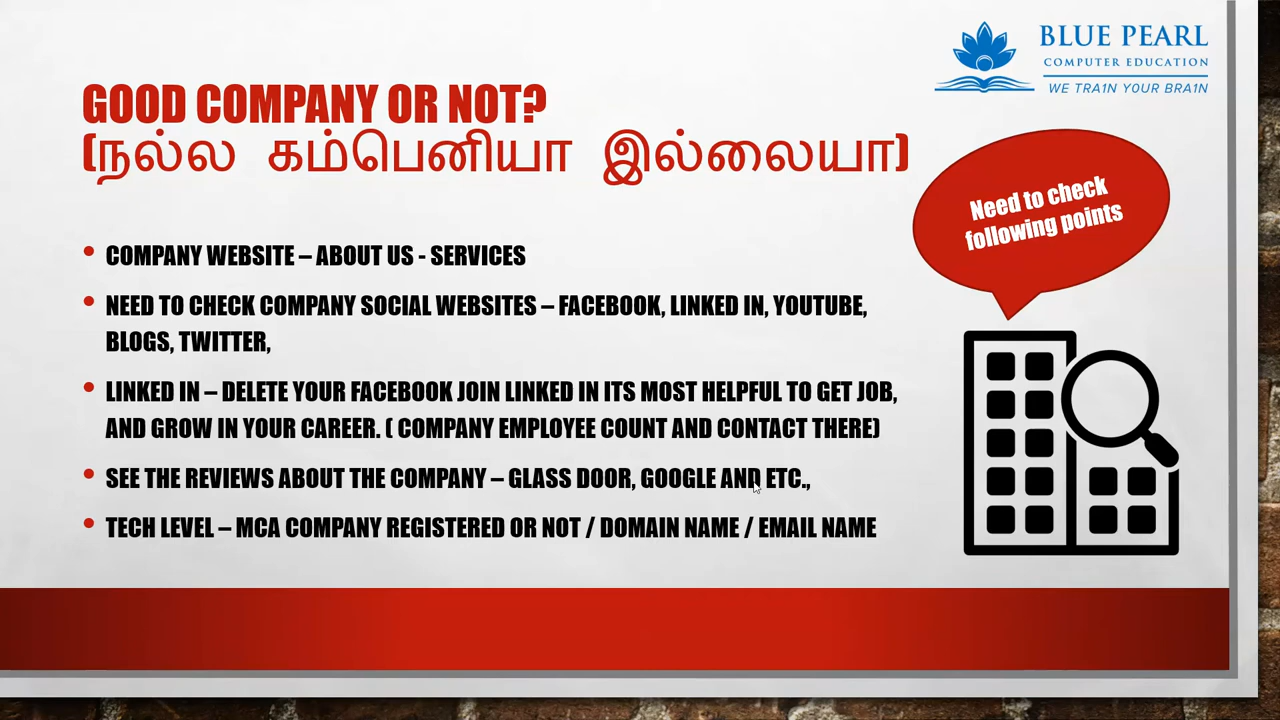 BLUE PEARL
COMPUTER EDUCATION
WE TRA1N YOUR BRA1N
GOOD COMPANY OR NOT?
(நல்ல கம்பெனியா இல்லையா)
Need to check
following points
• COMPANY WEBSITE – ABOUT US - SERVICES
• NEED TO CHECK COMPANY SOCIAL WEBSITES – FACEBOOK, LINKED IN, YOUTUBE,
BLOGS, TWITTER,
• LINKED IN – DELETE YOUR FACEBOOK JOIN LINKED IN ITS MOST HELPFUL TO GET JOB,
AND GROW IN YOUR CAREER. ( COMPANY EMPLOYEE COUNT AND CONTACT THERE)
• SEE THE REVIEWS ABOUT THE COMPANY – GLASS DOOR, GOOGLE AND ETC.,
• TECH LEVEL – MCA COMPANY REGISTERED OR NOT / DOMAIN NAME / EMAIL NAME